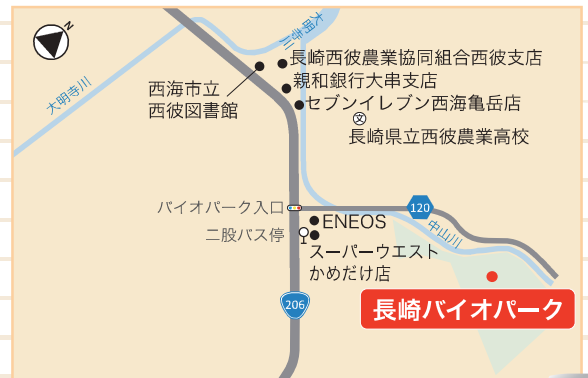 N
大明寺川
大明寺川
長崎西彼農業協同組合西彼支店
親和銀行大串支店
西海市立
西彼図書館
セブンイレブン西海亀岳店
文
長崎県立西彼農業高校
バイオパーク入口
120
ENEOS
中山川
二股バス停
スーパーウエスト
かめだけ店
206
長崎バイオパーク